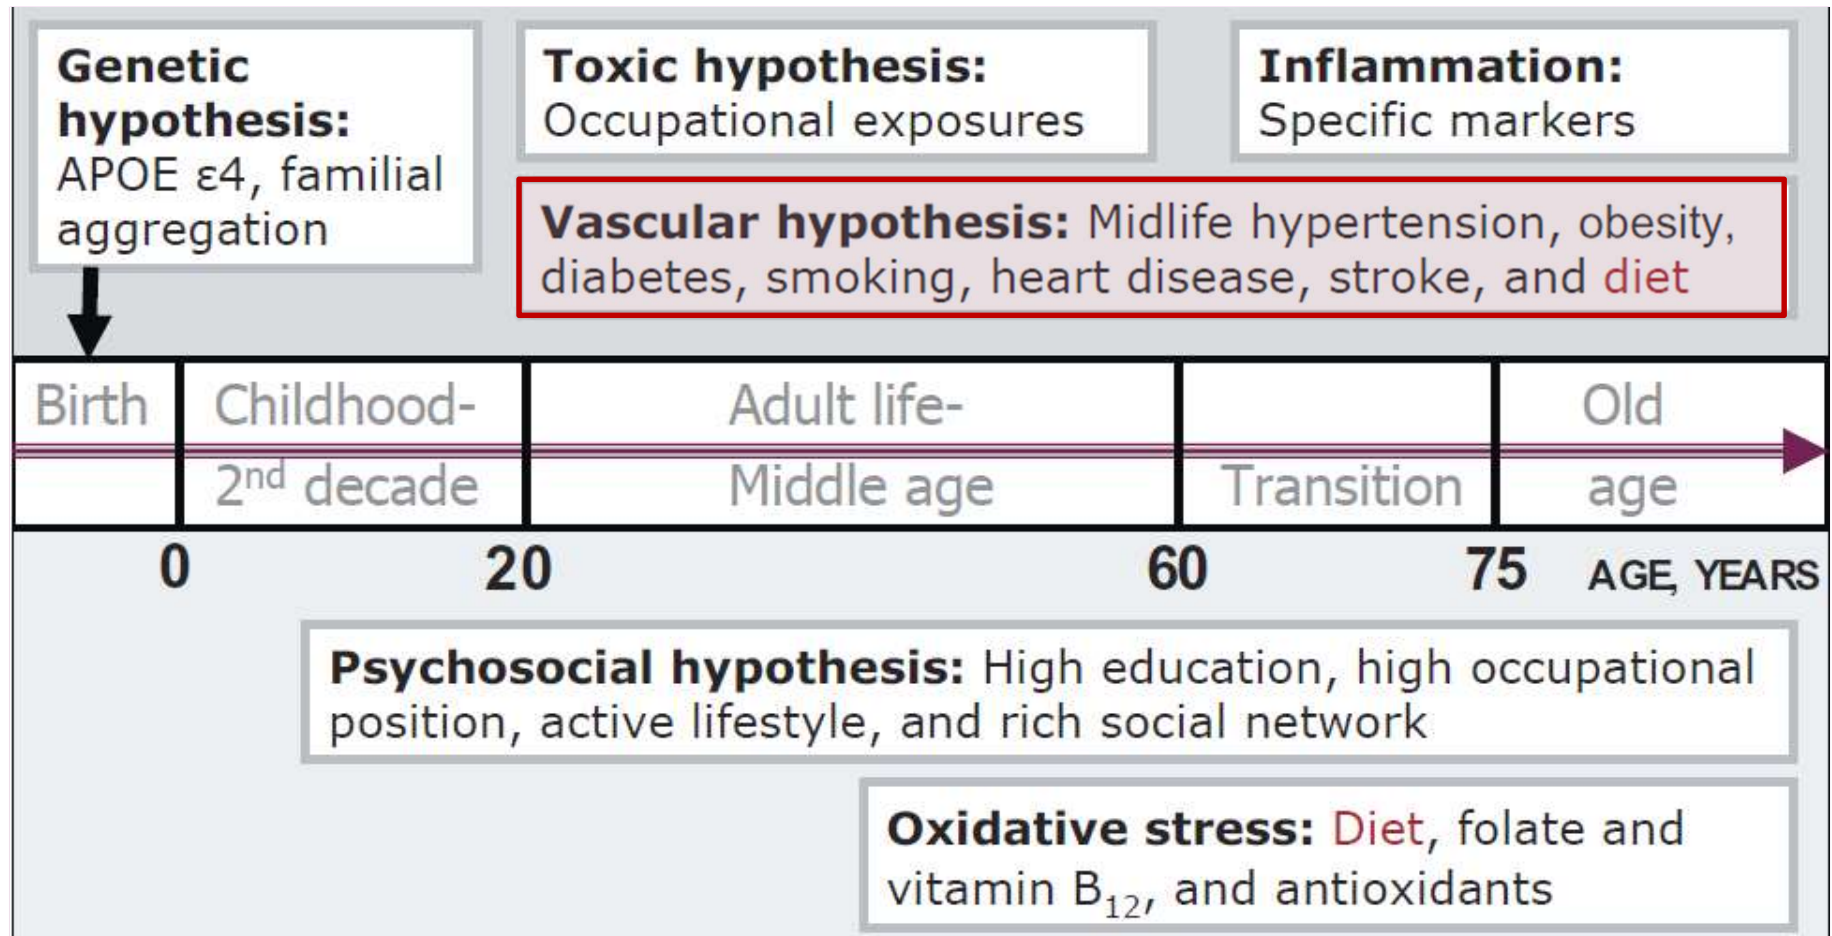 Genetic
hypothesis:
APOE ε4, familial
aggregation
Toxic hypothesis:
Occupational exposures
Inflammation:
Specific markers
Vascular hypothesis: Midlife hypertension, obesity,
diabetes, smoking, heart disease, stroke, and diet
Birth
Childhood-
2nd decade
Adult life-
Middle age
Transition
Old
age
0 20 60 75 AGE, YEARS
Psychosocial hypothesis: High education, high occupational
position, active lifestyle, and rich social network
Oxidative stress: Diet, folate and
vitamin B12, and antioxidants